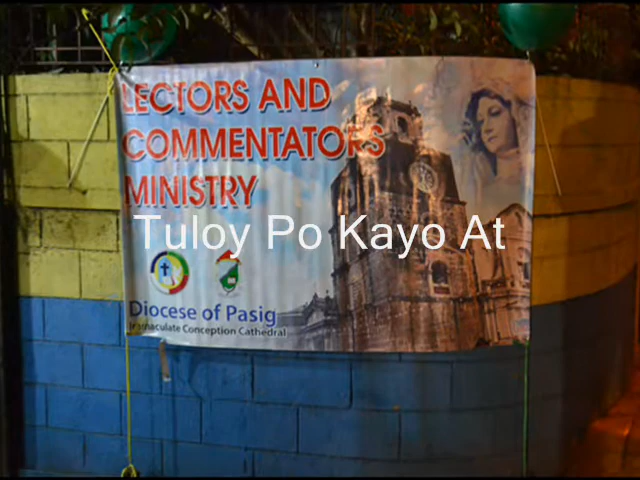 LECTORS AND
COMMENTATORS
MINISTRY
Tuloy Po Kayo At
Diocese of Pasig
Immaculate Conception Cathedral